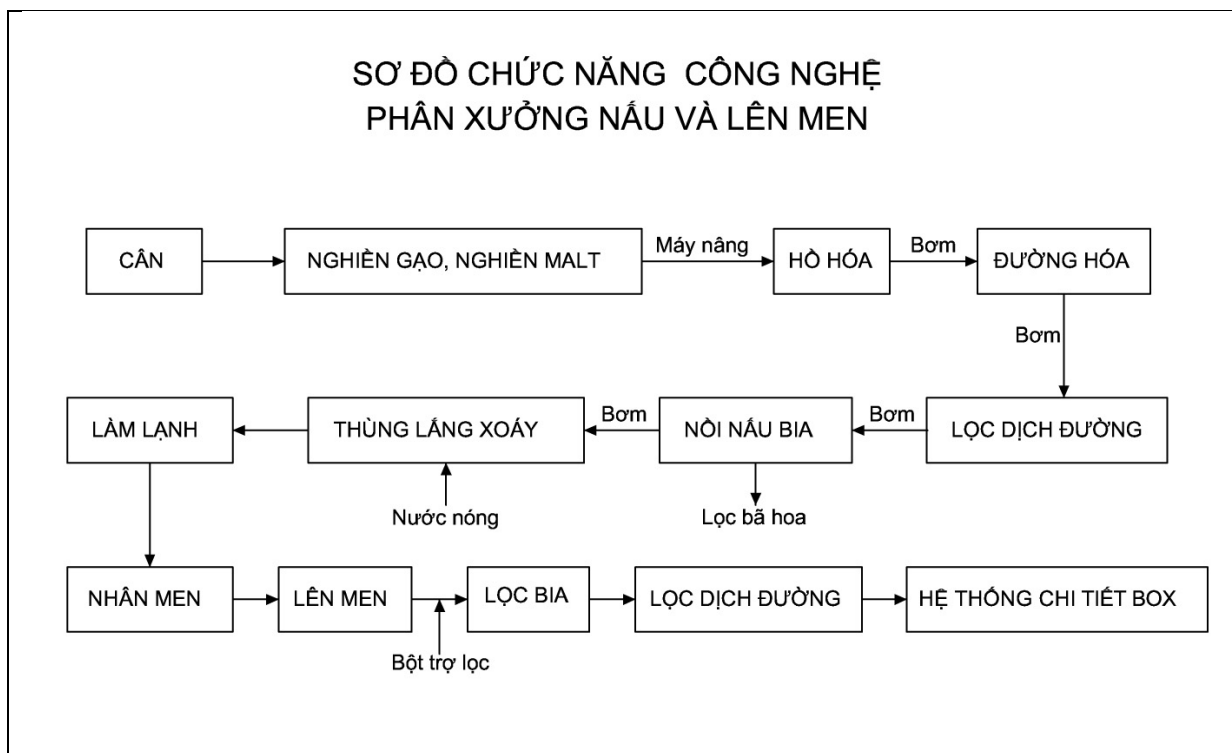 SƠ ĐỒ CHỨC NĂNG CÔNG NGHỆ
PHÂN XƯỞNG NẤU VÀ LÊN MEN
CÂN
NGHIỀN GẠO, NGHIỀN MALT
Máy nâng
HỒ HÓA
Bơm
ĐƯỜNG HÓA
Bơm
LÀM LẠNH
THÙNG LẮNG XOÁY
Bơm
NỒI NẤU BIA
Bơm
LỌC DỊCH ĐƯỜNG
Nước nóng
Lọc bã hoa
NHÂN MEN
LÊN MEN
LỌC BIA
LỌC DỊCH ĐƯỜNG
HỆ THỐNG CHI TIẾT BOX
Bột trợ lọc